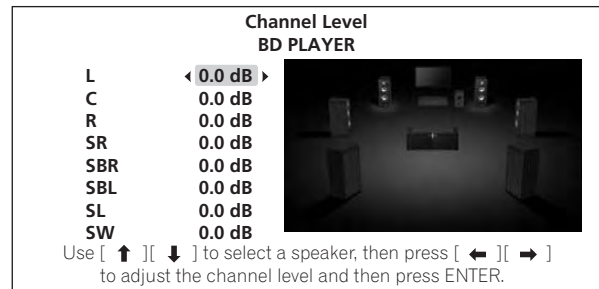 Channel Level
BD PLAYER
L 0.0 dB
C 0.0 dB
R 0.0 dB
SR 0.0 dB
SBR 0.0 dB
SBL 0.0 dB
SL 0.0 dB
SW 0.0 dB
Use [ ↑ ][ ↓ ] to select a speaker, then press [ ← ][ → ]
to adjust the channel level and then press ENTER.